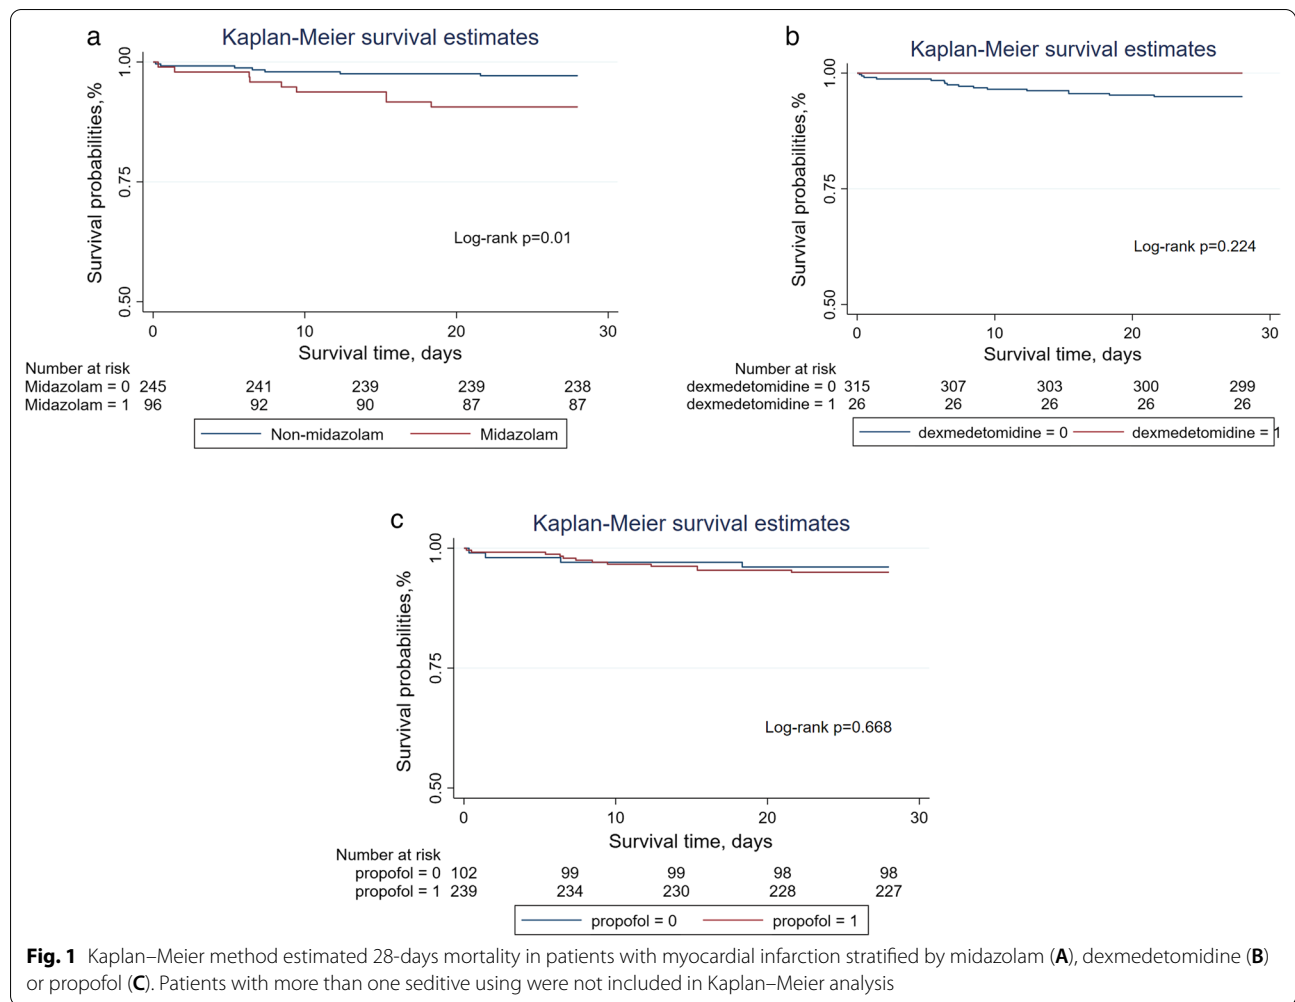 a
Kaplan-Meier survival estimates
Survival probabilities,%
1.00
0.75
0.50
0 10 20 30
Survival time, days
Log-rank p=0.01
Number at risk
Midazolam = 0 245 241 239 239 238
Midazolam = 1 96 92 90 87 87
Non-midazolam Midazolam
b
Kaplan-Meier survival estimates
Survival probabilities,%
1.00
0.75
0.50
0 10 20 30
Survival time, days
Log-rank p=0.224
Number at risk
dexmedetomidine = 0 315 307 303 300 299
dexmedetomidine = 1 26 26 26 26 26
dexmedetomidine = 0 dexmedetomidine = 1
c
Kaplan-Meier survival estimates
Survival probabilities,%
1.00
0.75
0.50
0 10 20 30
Survival time, days
Log-rank p=0.668
Number at risk
propofol = 0 102 99 99 98 98
propofol = 1 239 234 230 228 227
propofol = 0 propofol = 1
Fig. 1 Kaplan–Meier method estimated 28-days mortality in patients with myocardial infarction stratified by midazolam (A), dexmedetomidine (B)
or propofol (C). Patients with more than one seditive using were not included in Kaplan–Meier analysis